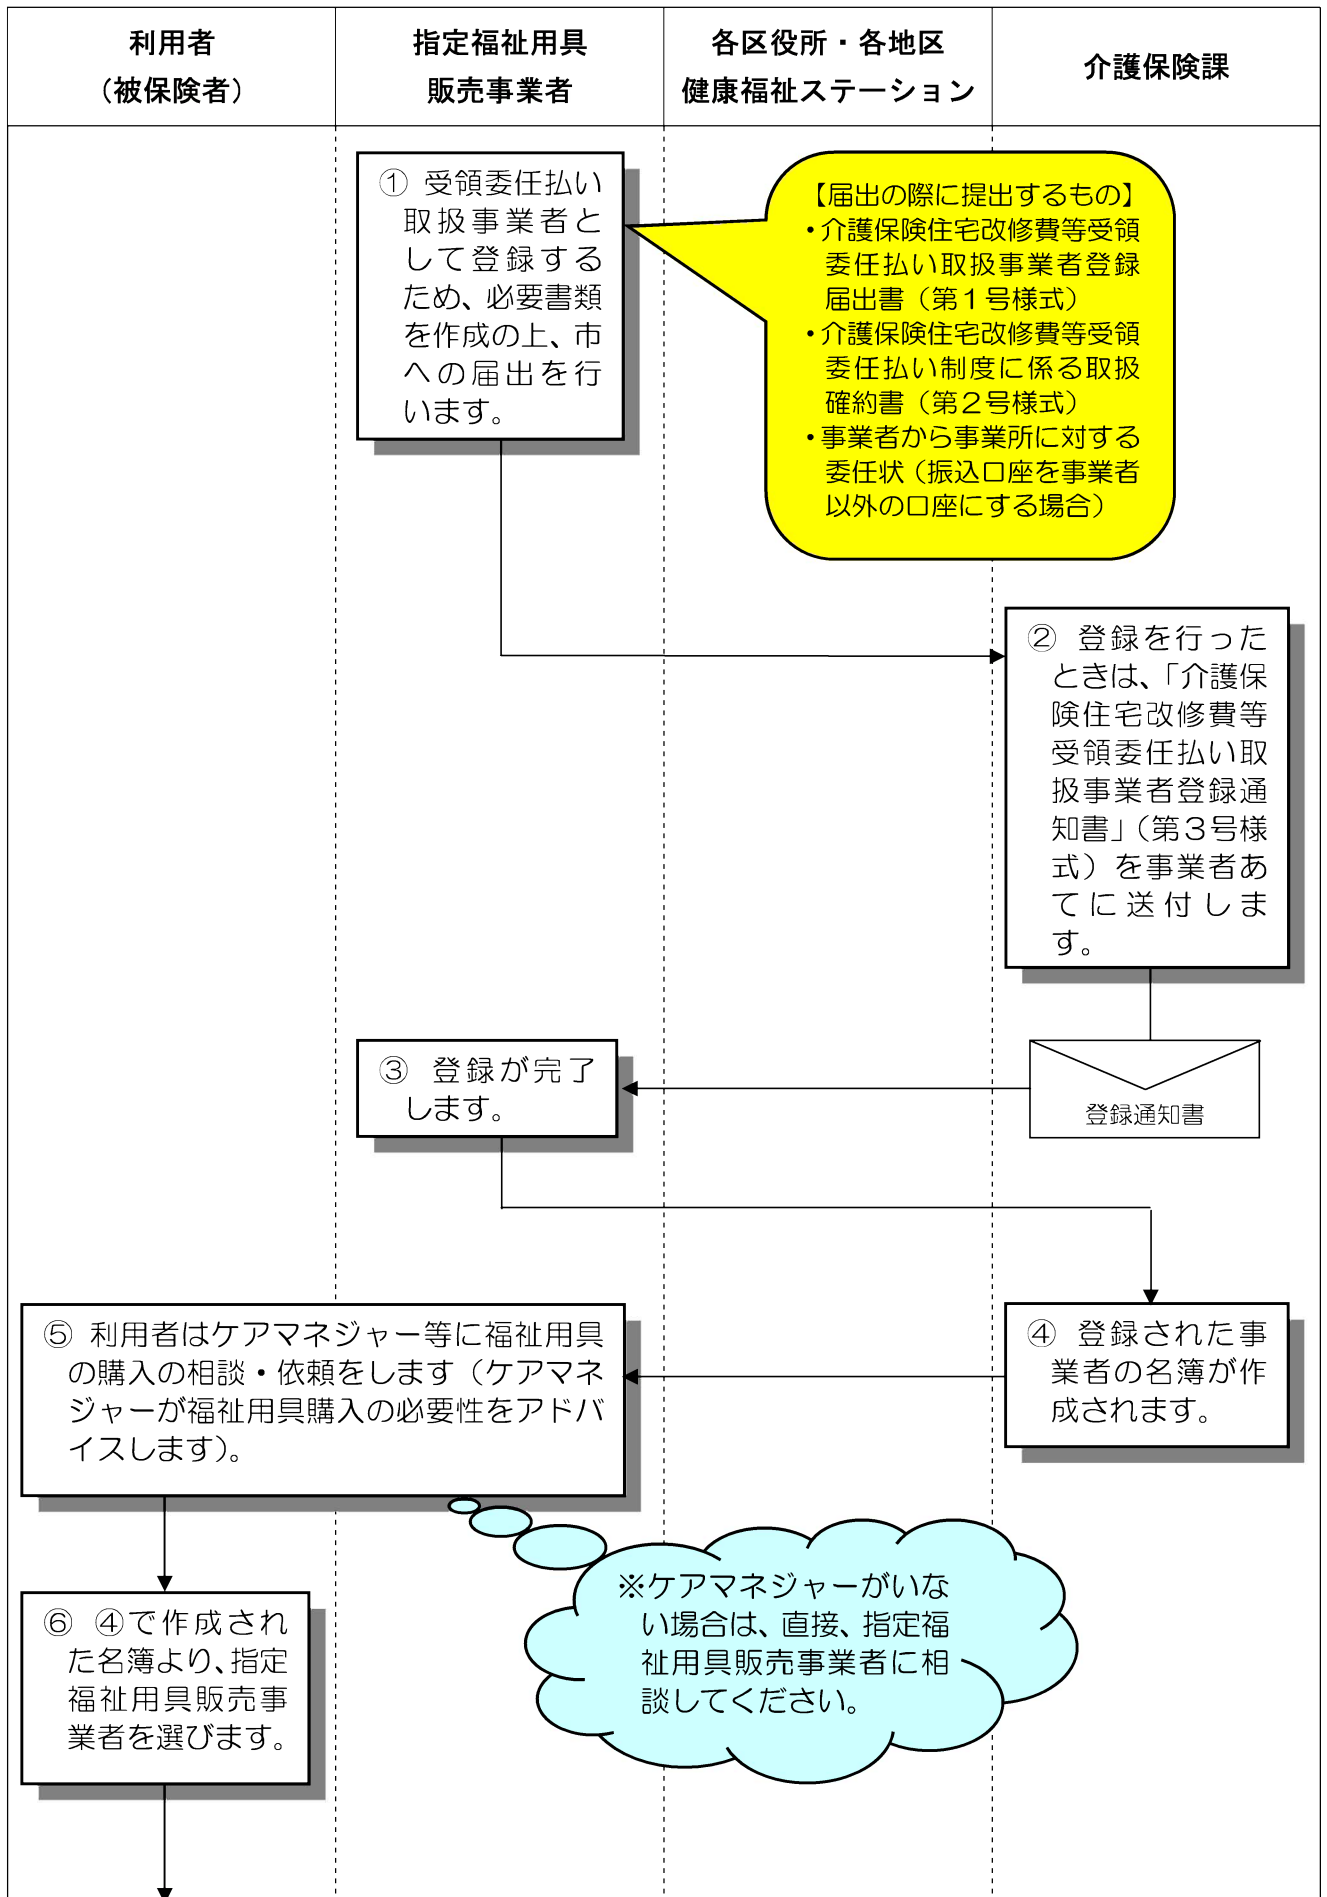 利用者
（被保険者）
指定福祉用具
販売事業者
各区役所・各地区
健康福祉ステーション
介護保険課
① 受領委任払い
取扱事業者と
して登録する
ため、必要書類
を作成の上、市
への届出を行
います。
【届出の際に提出するもの】
・介護保険住宅改修費等受領
委任払い取扱事業者登録
届出書（第１号様式）
・介護保険住宅改修費等受領
委任払い制度に係る取扱
確約書（第２号様式）
・事業者から事業所に対する
委任状（振込口座を事業者
以外の口座にする場合）
② 登録を行った
ときは、「介護保
険住宅改修費等
受領委任払い取
扱事業者登録通
知書」（第３号様
式）を事業者あ
てに送付しま
す。
③ 登録が完了
します。
登録通知書
④ 登録された事
業者の名簿が作
成されます。
⑤ 利用者はケアマネジャー等に福祉用具
の購入の相談・依頼をします（ケアマネ
ジャーが福祉用具購入の必要性をアドバ
イスします）。
※ケアマネジャーがいな
い場合は、直接、指定福
祉用具販売事業者に相
談してください。
⑥ ④で作成され
た名簿より、指定
福祉用具販売事
業者を選びます。